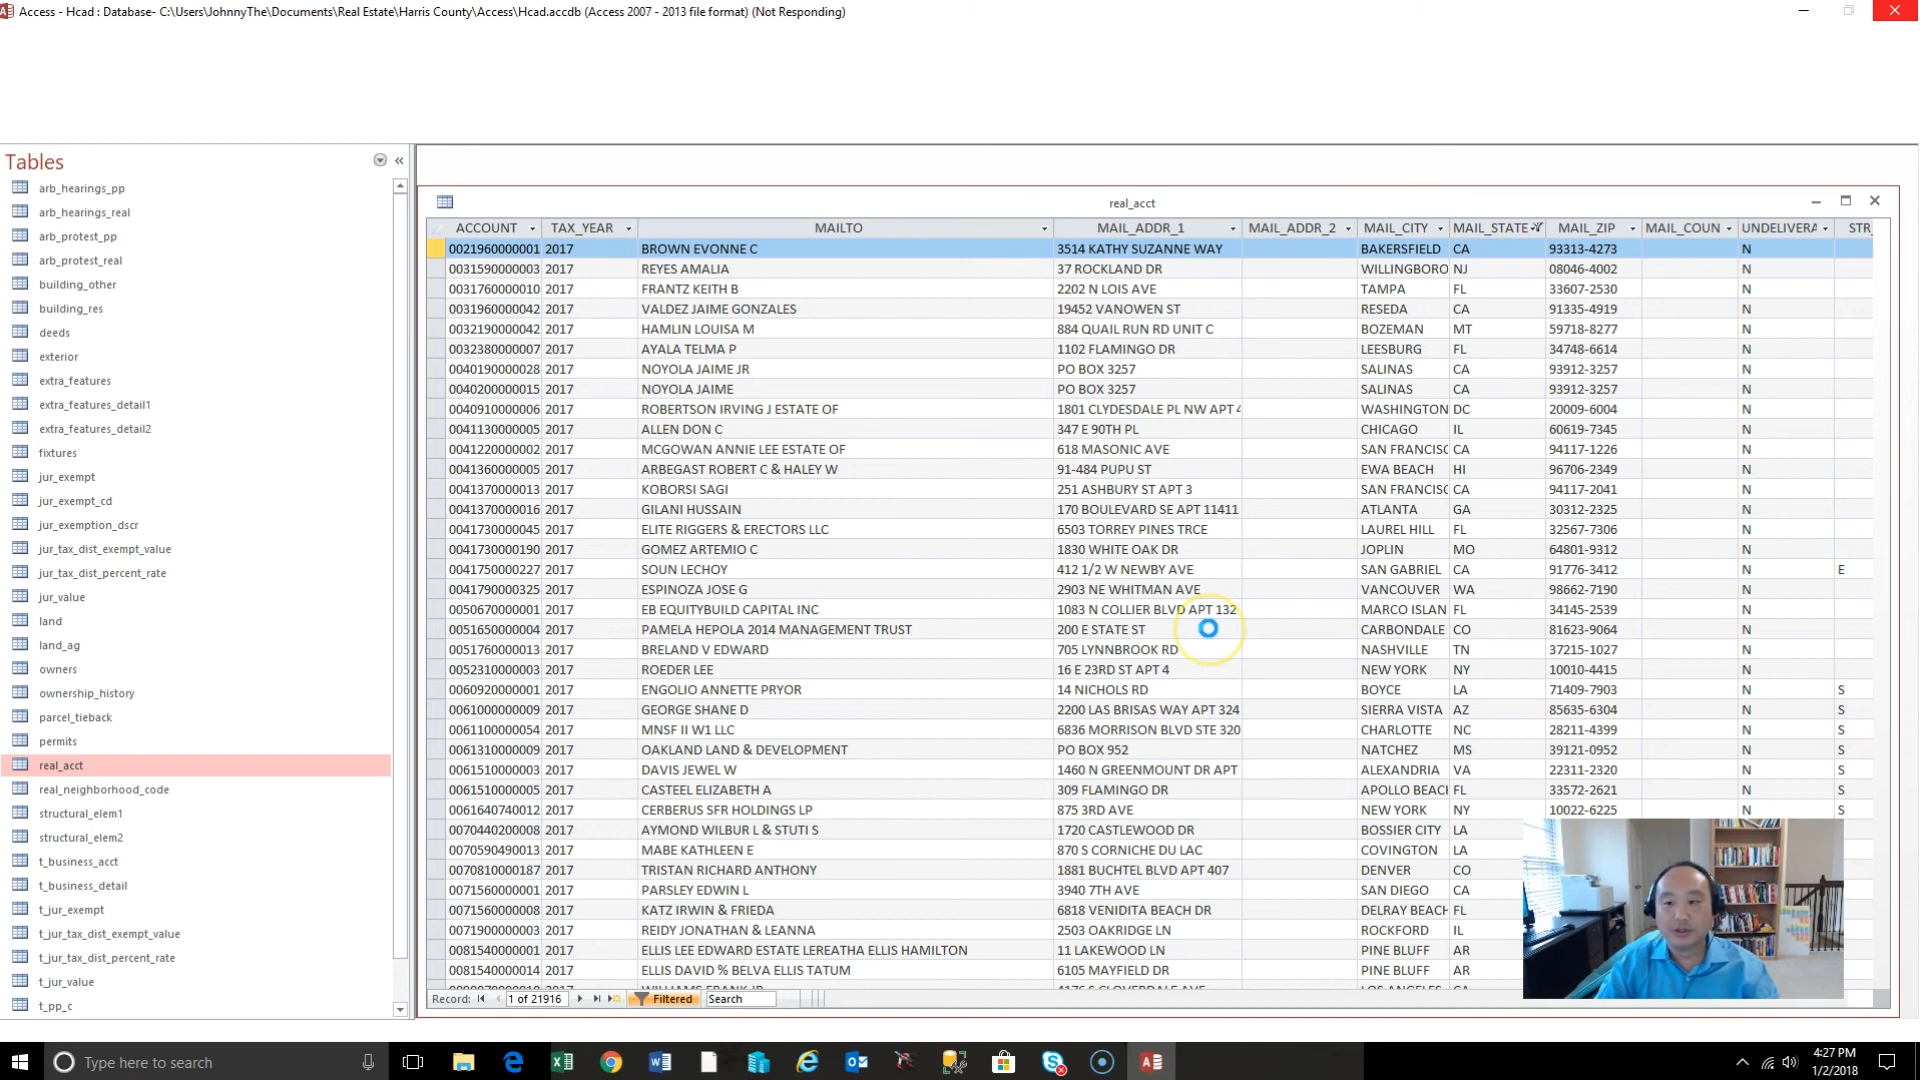 Access - Hcad : Database- C:\Users\JohnnyThe\Documents\Real Estate\Harris County\Access\Hcad.accdb (Access 2007 - 2013 file format) (Not Responding)
Tables
arb_hearings_pp
arb_hearings_real
arb_protest_pp
arb_protest_real
building_other
building_res
deeds
exterior
extra_features
extra_features_detail1
extra_features_detail2
fixtures
jur_exempt
jur_exempt_cd
jur_exemption_dscr
jur_tax_dist_exempt_value
jur_tax_dist_percent_rate
jur_value
land
land_ag
owners
ownership_history
parcel_tieback
permits
real_acct
real_neighborhood_code
structural_elem1
structural_elem2
t_business_acct
t_business_detail
t_jur_exempt
t_jur_tax_dist_exempt_value
t_jur_tax_dist_percent_rate
t_jur_value
t_pp_c
real_acct
ACCOUNT TAX_YEAR MAILTO MAIL_ADDR_1 MAIL_ADDR_2 MAIL_CITY MAIL_STATE MAIL_ZIP MAIL_COUN UNDELIVERA STR_
0021960000001 2017 BROWN EVONNE C 3514 KATHY SUZANNE WAY BAKERSFIELD CA 93313-4273 N
0031590000003 2017 REYES AMALIA 37 ROCKLAND DR WILLINGBORO NJ 08046-4002 N
0031760000010 2017 FRANTZ KEITH B 2202 N LOIS AVE TAMPA FL 33607-2530 N
0031960000042 2017 VALDEZ JAIME GONZALES 19452 VANOWEN ST RESEDA CA 91335-4919 N
0032190000042 2017 HAMLIN LOUISA M 884 QUAIL RUN RD UNIT C BOZEMAN MT 59718-8277 N
0032380000007 2017 AYALA TELMA P 1102 FLAMINGO DR LEESBURG FL 34748-6614 N
0040190000028 2017 NOYOLA JAIME JR PO BOX 3257 SALINAS CA 93912-3257 N
0040200000015 2017 NOYOLA JAIME PO BOX 3257 SALINAS CA 93912-3257 N
0040910000006 2017 ROBERTSON IRVING J ESTATE OF 1801 CLYDESDALE PL NW APT 4 WASHINGTON DC 20009-6004 N
0041130000005 2017 ALLEN DON C 347 E 90TH PL CHICAGO IL 60619-7345 N
0041220000002 2017 MCGOWAN ANNIE LEE ESTATE OF 618 MASONIC AVE SAN FRANCISC CA 94117-1226 N
0041360000005 2017 ARBEGAST ROBERT C & HALEY W 91-484 PUPU ST EWA BEACH HI 96706-2349 N
0041370000013 2017 KOBORSI SAGI 251 ASHBURY ST APT 3 SAN FRANCISC CA 94117-2041 N
0041370000016 2017 GILANI HUSSAIN 170 BOULEVARD SE APT 11411 ATLANTA GA 30312-2325 N
0041730000045 2017 ELITE RIGGERS & ERECTORS LLC 6503 TORREY PINES TRCE LAUREL HILL FL 32567-7306 N
0041730000190 2017 GOMEZ ARTEMIO C 1830 WHITE OAK DR JOPLIN MO 64801-9312 N
0041750000227 2017 SOUN LECHOY 412 1/2 W NEWBY AVE SAN GABRIEL CA 91776-3412 N E
0041790000325 2017 ESPINOZA JOSE G 2903 NE WHITMAN AVE VANCOUVER WA 98662-7190 N
0050670000001 2017 EB EQUITYBUILD CAPITAL INC 1083 N COLLIER BLVD APT 132 MARCO ISLAN FL 34145-2539 N
0051650000004 2017 PAMELA HEPOLA 2014 MANAGEMENT TRUST 200 E STATE ST CARBONDALE CO 81623-9064 N
0051760000013 2017 BRELAND V EDWARD 705 LYNNBROOK RD NASHVILLE TN 37215-1027 N
0052310000003 2017 ROEDER LEE 16 E 23RD ST APT 4 NEW YORK NY 10010-4415 N
0060920000001 2017 ENGOLIO ANNETTE PRYOR 14 NICHOLS RD BOYCE LA 71409-7903 N S
0061000000009 2017 GEORGE SHANE D 2200 LAS BRISAS WAY APT 324 SIERRA VISTA AZ 85635-6304 N S
0061100000054 2017 MNSF II W1 LLC 6836 MORRISON BLVD STE 320 CHARLOTTE NC 28211-4399 N S
0061310000009 2017 OAKLAND LAND & DEVELOPMENT PO BOX 952 NATCHEZ MS 39121-0952 N S
0061510000003 2017 DAVIS JEWEL W 1460 N GREENMOUNT DR APT ALEXANDRIA VA 22311-2320 N S
0061510000005 2017 CASTEEL ELIZABETH A 309 FLAMINGO DR APOLLO BEACH FL 33572-2621 N S
0061640740012 2017 CERBERUS SFR HOLDINGS LP 875 3RD AVE NEW YORK NY 10022-6225 N S
0070440200008 2017 AYMOND WILBUR L & STUTI S 1720 CASTLEWOOD DR BOSSIER CITY LA
0070590490013 2017 MABE KATHLEEN E 870 S CORNICHE DU LAC COVINGTON LA
0070810000187 2017 TRISTAN RICHARD ANTHONY 1881 BUCHTEL BLVD APT 407 DENVER CO
0071560000001 2017 PARSLEY EDWIN L 3940 7TH AVE SAN DIEGO CA
0071560000008 2017 KATZ IRWIN & FRIEDA 6818 VENIDITA BEACH DR DELRAY BEACH FL
0071900000003 2017 REIDY JONATHAN & LEANNA 2503 OAKRIDGE LN ROCKFORD IL
0081540000001 2017 ELLIS LEE EDWARD ESTATE LEREATHA ELLIS HAMILTON 11 LAKEWOOD LN PINE BLUFF AR
0081540000014 2017 ELLIS DAVID % BELVA ELLIS TATUM 6105 MAYFIELD DR PINE BLUFF AR
Record: 1 of 21916 Filtered Search
Type here to search
4:27 PM
1/2/2018